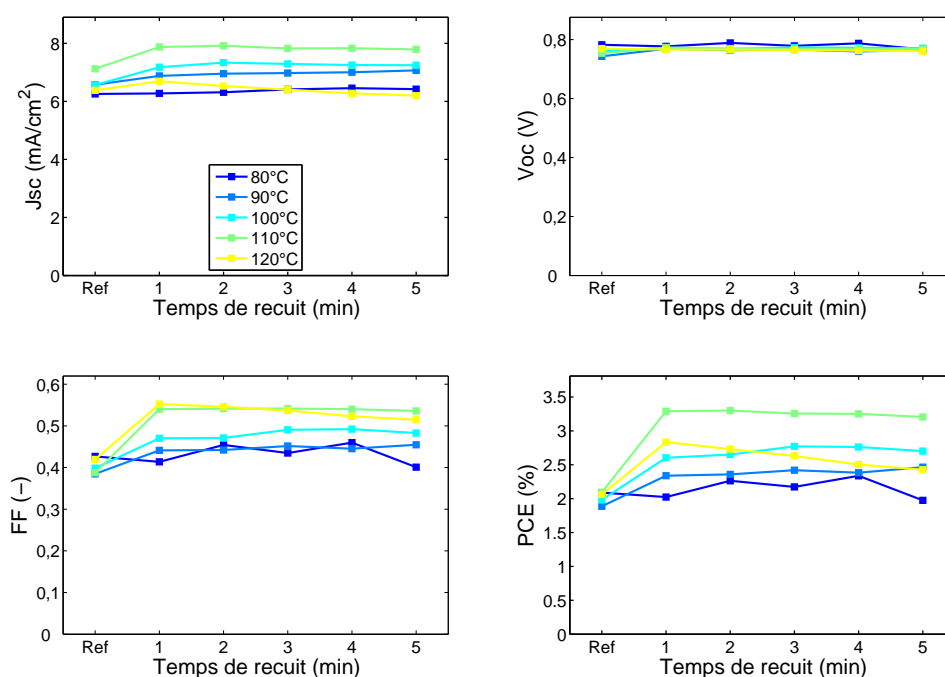 8
6
4
2
0
Jsc (mA/cm²)
80°C
90°C
100°C
110°C
120°C
Ref 1 2 3 4 5
Temps de recuit (min)
0,8
0,6
0,4
0,2
0
Voc (V)
Ref 1 2 3 4 5
Temps de recuit (min)
0,6
0,5
0,4
0,3
0,2
0,1
0
FF (−)
Ref 1 2 3 4 5
Temps de recuit (min)
3.5
3
2.5
2
1.5
1
0.5
0
PCE (%)
Ref 1 2 3 4 5
Temps de recuit (min)